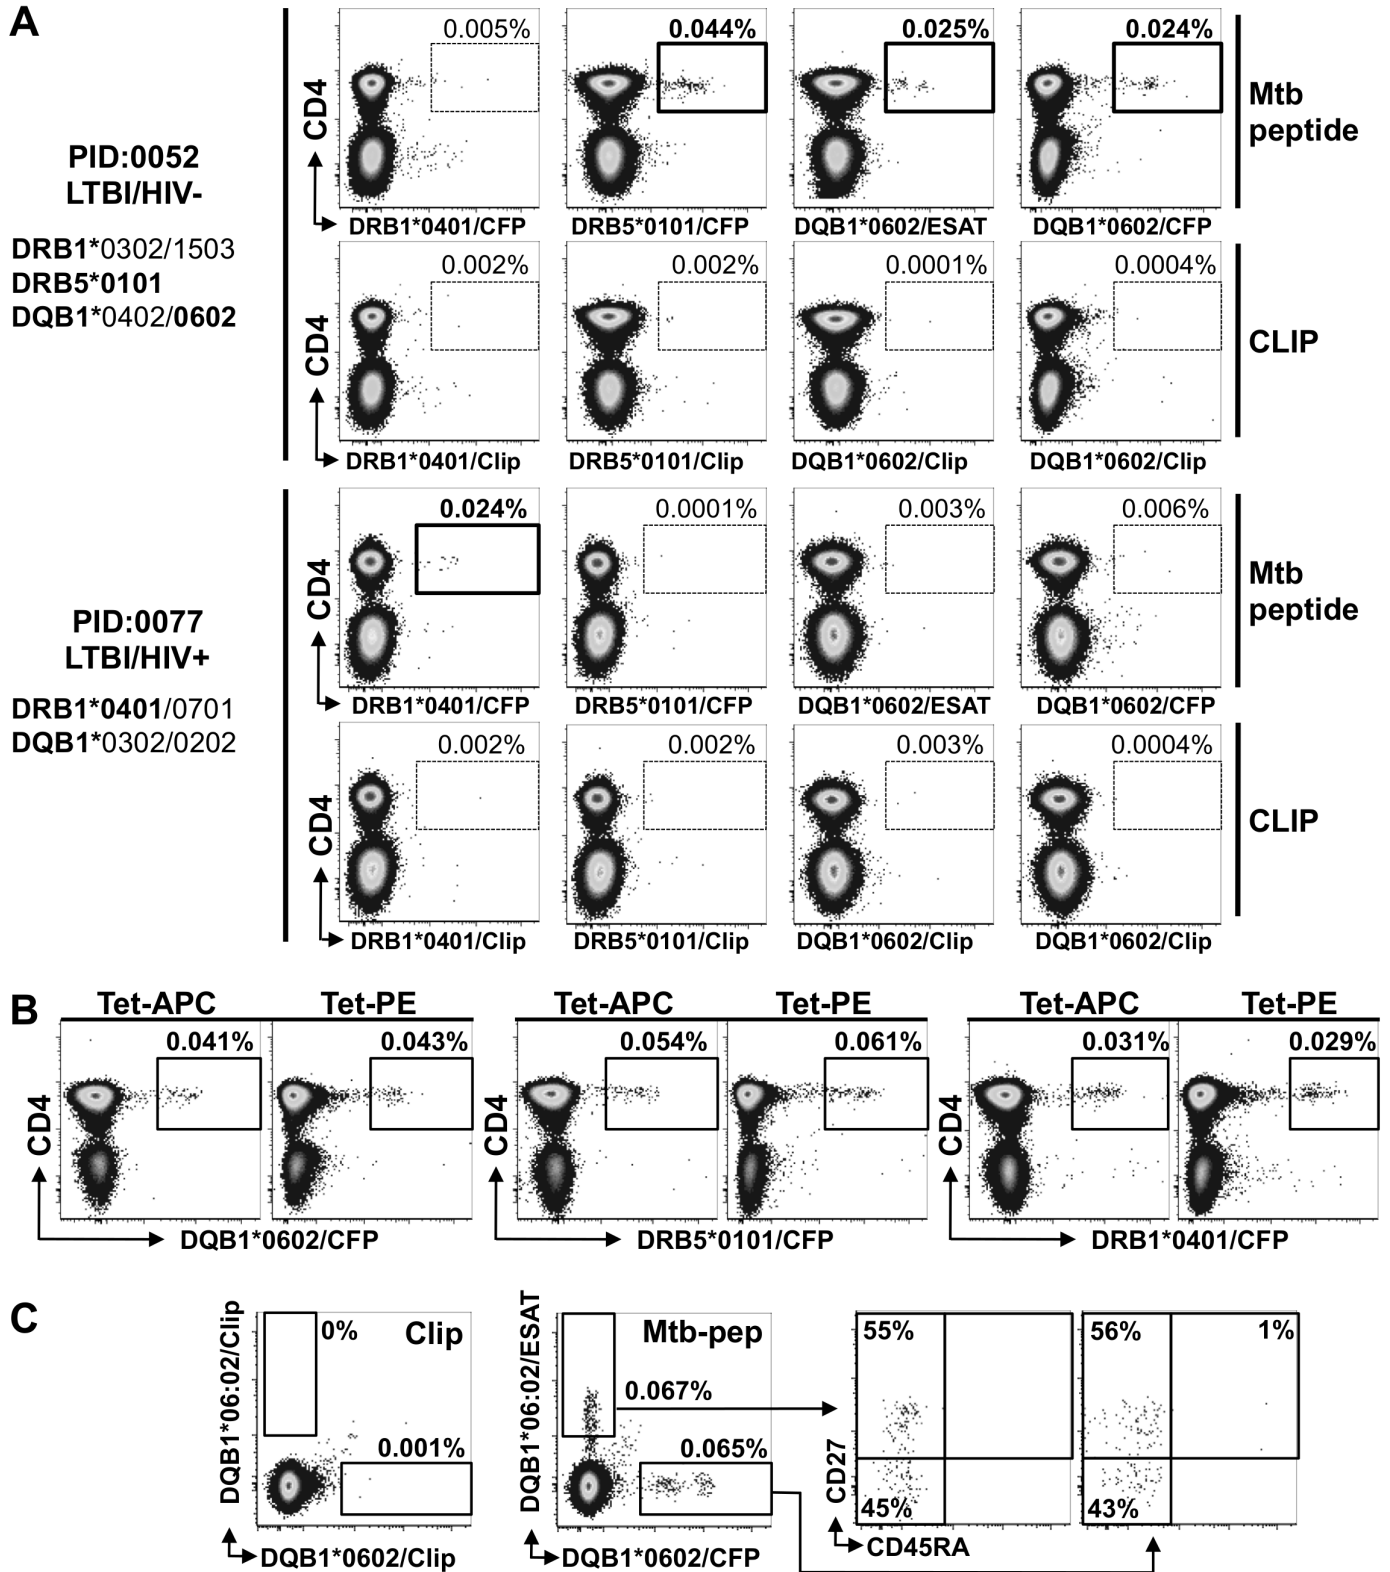 A
0.005%
0.044%
0.025%
0.024%
CD4
Mtb
peptide
PID:0052
LTBI/HIV-
DRB1*0401/CFP
DRB5*0101/CFP
DQB1*0602/ESAT
DQB1*0602/CFP
DRB1*0302/1503
DRB5*0101
DQB1*0402/0602
0.002%
0.002%
0.0001%
0.0004%
CD4
CLIP
DRB1*0401/Clip
DRB5*0101/Clip
DQB1*0602/Clip
DQB1*0602/Clip
0.024%
0.0001%
0.003%
0.006%
CD4
Mtb
peptide
PID:0077
LTBI/HIV+
DRB1*0401/CFP
DRB5*0101/CFP
DQB1*0602/ESAT
DQB1*0602/CFP
DRB1*0401/0701
DQB1*0302/0202
0.002%
0.002%
0.003%
0.0004%
CD4
CLIP
DRB1*0401/Clip
DRB5*0101/Clip
DQB1*0602/Clip
DQB1*0602/Clip
B
Tet-APC
Tet-PE
Tet-APC
Tet-PE
Tet-APC
Tet-PE
0.041%
0.043%
0.054%
0.061%
0.031%
0.029%
CD4
CD4
CD4
DQB1*0602/CFP
DRB5*0101/CFP
DRB1*0401/CFP
C
DQB1*06:02/Clip
0%
Clip
0.001%
DQB1*0602/Clip
DQB1*06:02/ESAT
Mtb-pep
0.067%
0.065%
DQB1*0602/CFP
55%
56%
1%
CD27
45%
43%
CD45RA